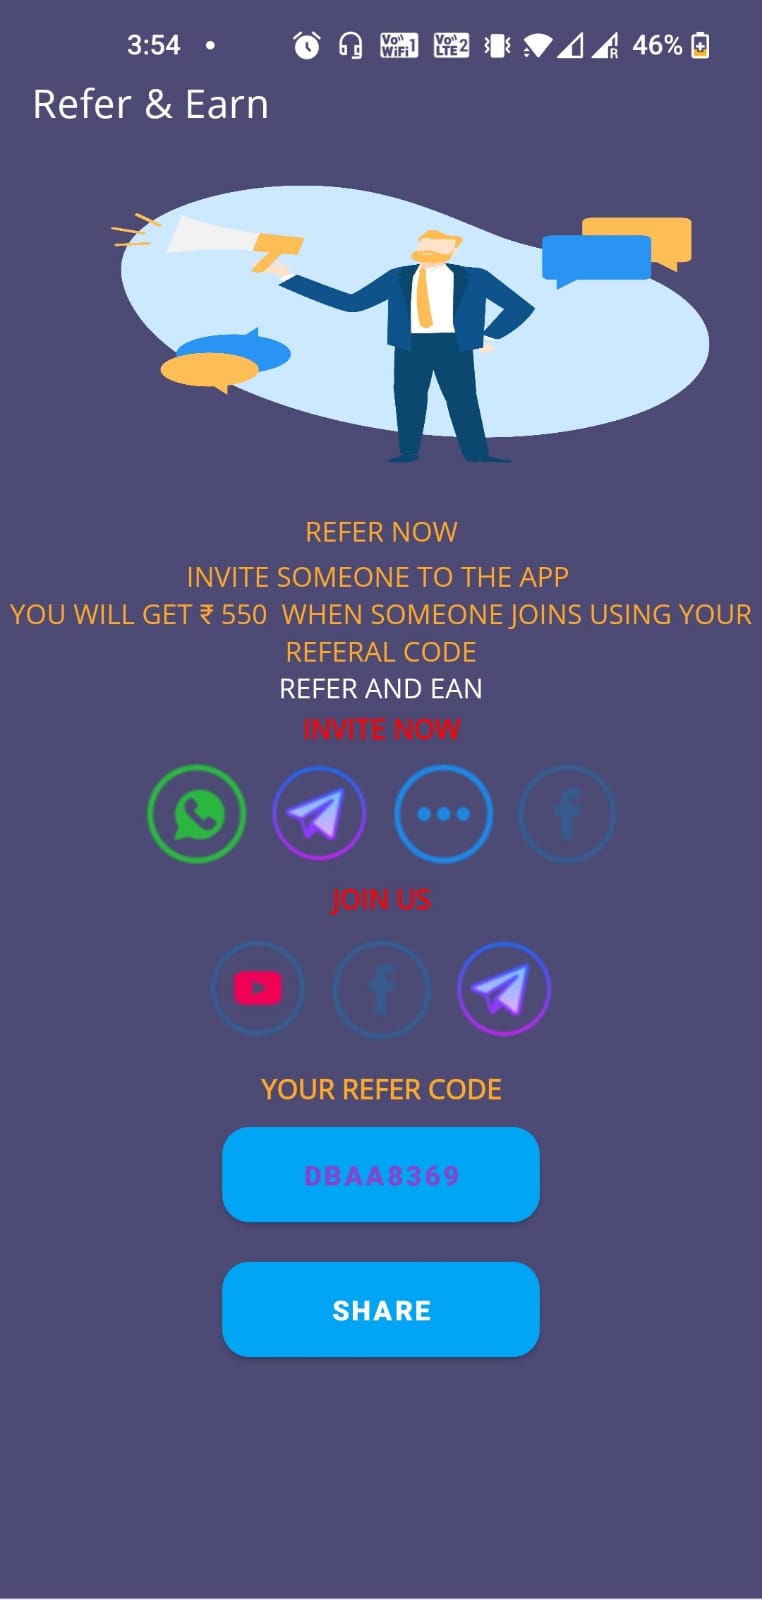 3:54
Vo)) WiFi 1
Vo)) LTE 2
R
46%
Refer & Earn
REFER NOW
INVITE SOMEONE TO THE APP
YOU WILL GET ₹ 550  WHEN SOMEONE JOINS USING YOUR
REFERAL CODE
REFER AND EAN
INVITE NOW
JOIN US
YOUR REFER CODE
DBAA8369
SHARE